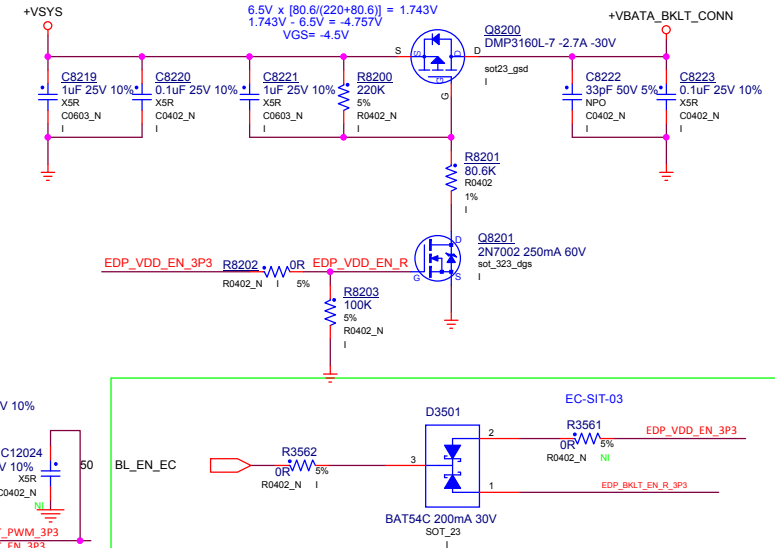 6.5V x [80.6/(220+80.6)] = 1.743V
1.743V - 6.5V = -4.757V
VGS= -4.5V
+VSYS
+VBATA_BKLT_CONN
Q8200
DMP3160L-7 -2.7A -30V
sot23_gsd
I
S
D
G
C8219
1uF 25V 10%
X5R
C0603_N
I
C8220
0.1uF 25V 10%
X5R
C0402_N
I
C8221
1uF 25V 10%
X5R
C0603_N
I
R8200
220K
5%
R0402_N
I
C8222
33pF 50V 5%
NPO
C0402_N
I
C8223
0.1uF 25V 10%
X5R
C0402_N
I
R8201
80.6K
R0402
1%
I
Q8201
2N7002 250mA 60V
sot_323_dgs
I
D
G
S
EDP_VDD_EN_3P3
R8202
0R
R0402_N
I
5%
EDP_VDD_EN_R
R8203
100K
5%
R0402_N
I
V 10%
C12024
V 10%
X5R
C0402_N
NI
50
_PWM_3P3
_EN_3P3
BL_EN_EC
R3562
0R
5%
R0402_N
I
D3501
3
2
1
BAT54C 200mA 30V
SOT_23
I
EC-SIT-03
R3561
0R
5%
R0402_N
NI
EDP_VDD_EN_3P3
EDP_BKLT_EN_R_3P3